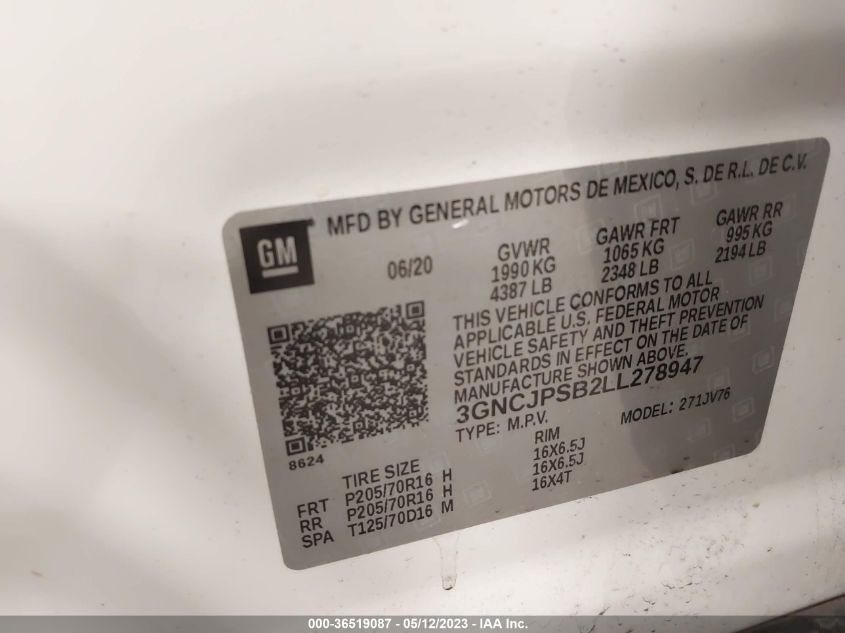 GM
MFD BY GENERAL MOTORS DE MEXICO, S. DE R.L. DE C.V.
06/20
GVWR
1990 KG
4387 LB
GAWR FRT
1065 KG
2348 LB
GAWR RR
995 KG
2194 LB
THIS VEHICLE CONFORMS TO ALL
APPLICABLE U.S. FEDERAL MOTOR
VEHICLE SAFETY AND THEFT PREVENTION
STANDARDS IN EFFECT ON THE DATE OF
MANUFACTURE SHOWN ABOVE.
3GNCJPSB2LL278947
TYPE: M.P.V.
MODEL: 271JV76
8624
TIRE SIZE RIM
FRT P205/70R16 H 16X6.5J
RR P205/70R16 H 16X6.5J
SPA T125/70D16 M 16X4T
000-36519087 - 05/12/2023 - IAA Inc.